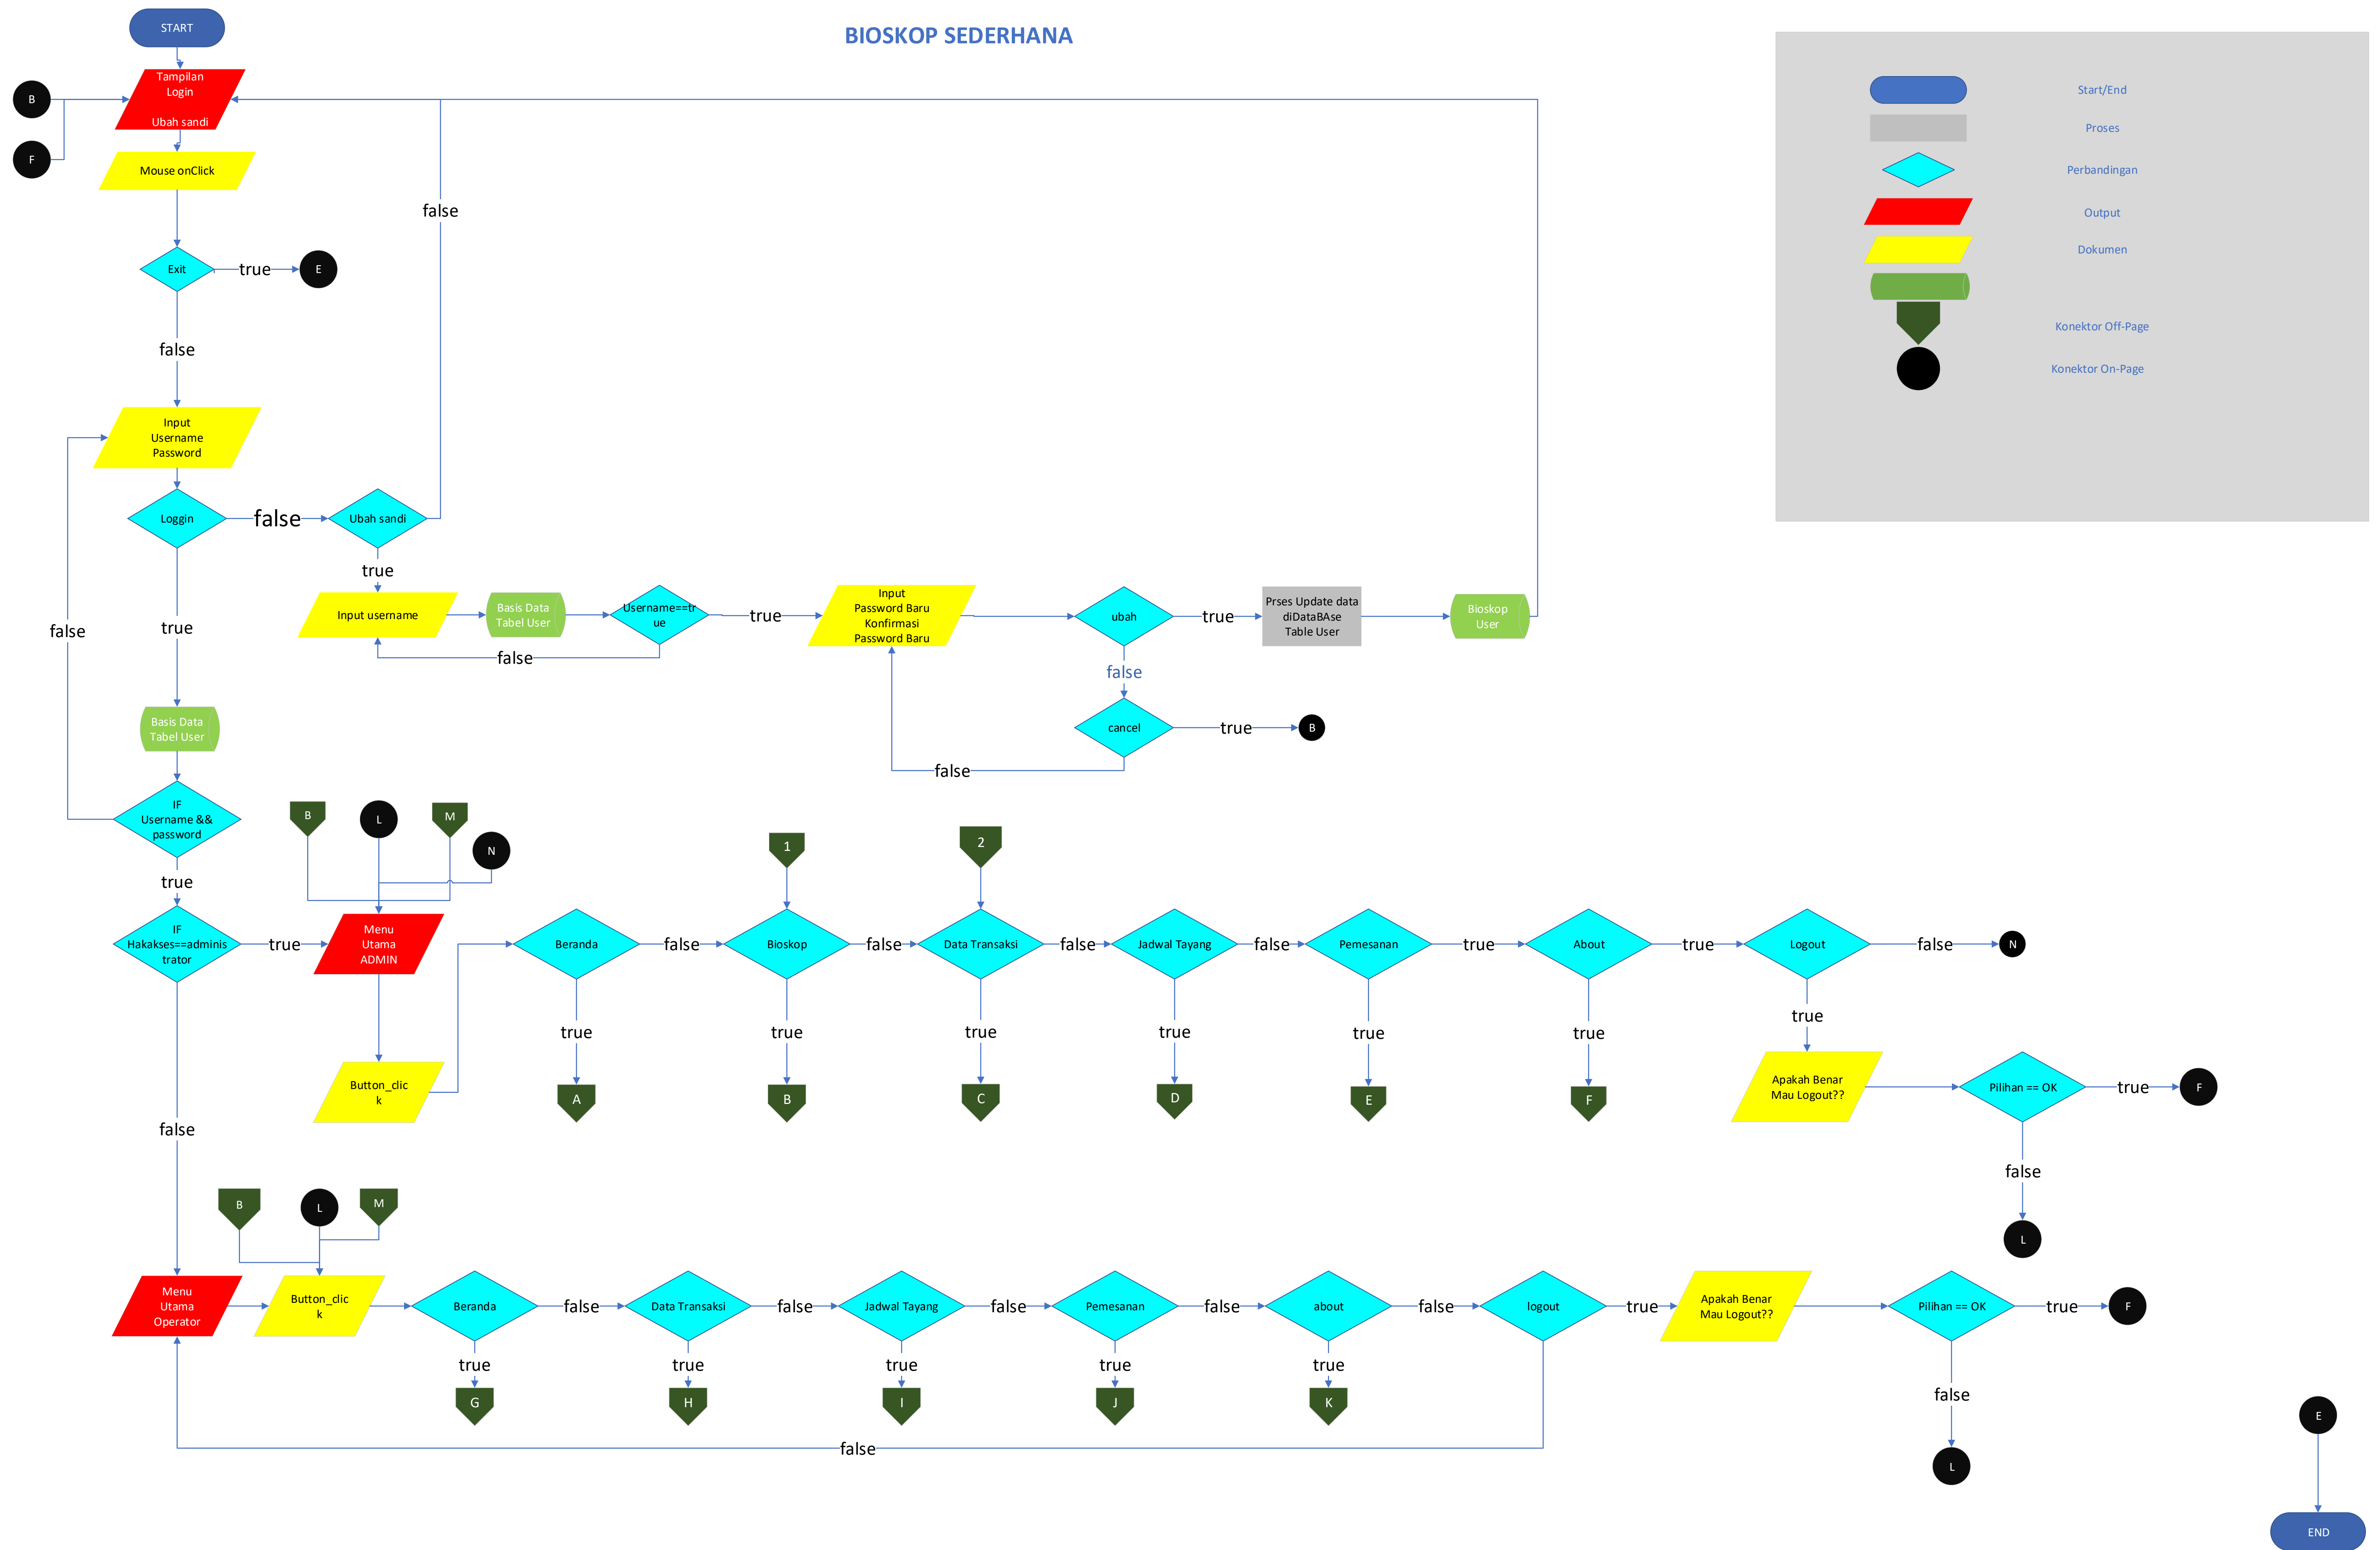 START
BIOSKOP SEDERHANA
Tampilan
Login
Ubah sandi
B
F
Mouse onClick
false
Exit
true
E
false
Input
Username
Password
Loggin
false
Ubah sandi
true
true
false
Input username
Basis Data
Tabel User
Username==tr
ue
true
false
Input
Password Baru
Konfirmasi
Password Baru
ubah
true
Prses Update data
diDataBAse
Table User
Bioskop
User
false
cancel
true
B
false
Basis Data
Tabel User
IF
Username &&
password
true
B
L
M
N
1
2
IF
Hakakses==adminis
trator
true
Menu
Utama
ADMIN
Beranda
false
Bioskop
false
Data Transaksi
false
Jadwal Tayang
false
Pemesanan
true
About
true
Logout
false
N
true
true
true
true
true
true
true
Button_clic
k
A
B
C
D
E
F
Apakah Benar
Mau Logout??
Pilihan == OK
true
F
false
L
false
B
L
M
Menu
Utama
Operator
Button_clic
k
Beranda
false
Data Transaksi
false
Jadwal Tayang
false
Pemesanan
false
about
false
logout
true
Apakah Benar
Mau Logout??
Pilihan == OK
true
F
true
true
true
true
true
G
H
I
J
K
false
L
false
E
END
Start/End
Proses
Perbandingan
Output
Dokumen
Konektor Off-Page
Konektor On-Page